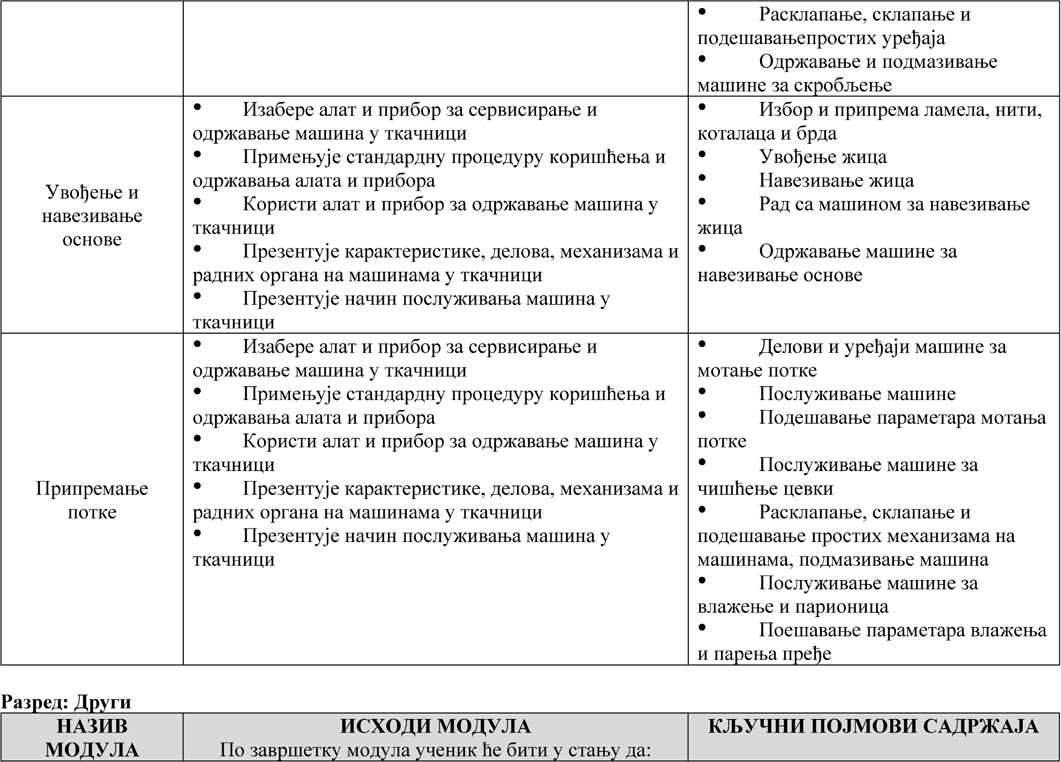 • Расклапање, склапање и
подешавањепростих уређаја
• Одржавање и подмазивање
машине за скробљење
Увођење и
навезивање
основе
• Изабере алат и прибор за сервисирање и
одржавање машина у ткачници
• Примењује стандардну процедуру коришћења и
одржавања алата и прибора
• Користи алат и прибор за одржавање машина у
ткачници
• Презентује карактеристике, делова, механизама и
радних органа на машинама у ткачници
• Презентује начин послуживања машина у
ткачници
• Избор и припрема ламела, нити,
коталаца и брда
• Увођење жица
• Навезивање жица
• Рад са машином за навезивање
жица
• Одржавање машине за
навезивање основе
Припремање
потке
• Изабере алат и прибор за сервисирање и
одржавање машина у ткачници
• Примењује стандардну процедуру коришћења и
одржавања алата и прибора
• Користи алат и прибор за одржавање машина у
ткачници
• Презентује карактеристике, делова, механизама и
радних органа на машинама у ткачници
• Презентује начин послуживања машина у
ткачници
• Делови и уређаји машине за
мотање потке
• Послуживање машине
• Подешавање параметара мотања
потке
• Послуживање машине за
чишћење цевки
• Расклапање, склапање и
подешавање простих механизама на
машинама, подмазивање машина
• Послуживање машине за
влажење и парионица
• Поешавање параметара влажења
и парења пређе
Разред: Други
НАЗИВ
МОДУЛА
ИСХОДИ МОДУЛА
По завршетку модула ученик ће бити у стању да:
КЉУЧНИ ПОЈМОВИ САДРЖАЈА